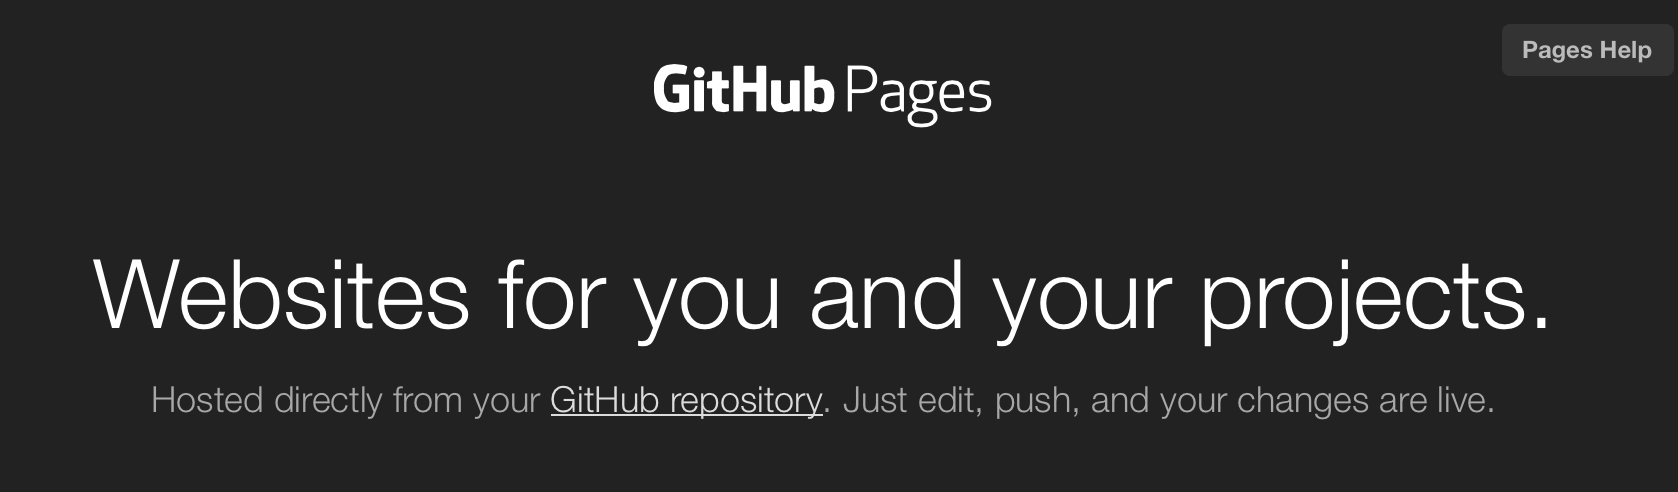 Pages Help
GitHub Pages
Websites for you and your projects.
Hosted directly from your GitHub repository. Just edit, push, and your changes are live.